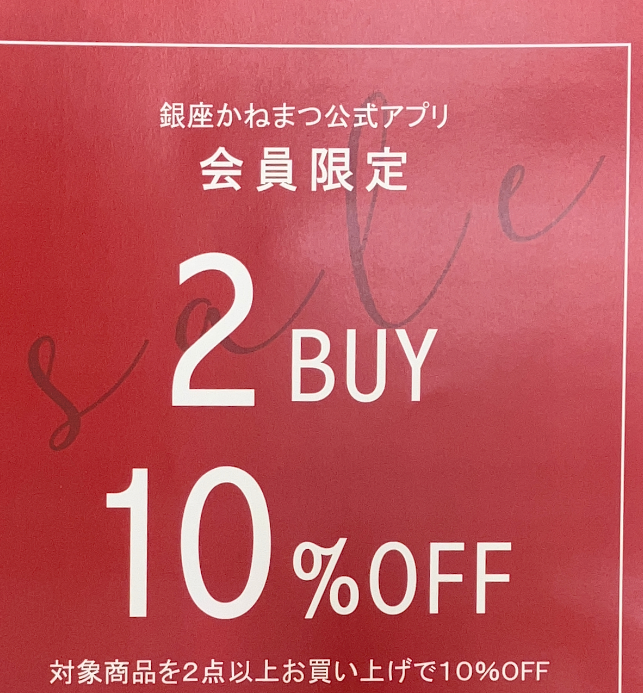 銀座かねまつ公式アプリ
会員限定
sale
2 BUY
10%OFF
対象商品を2点以上お買い上げで10%OFF